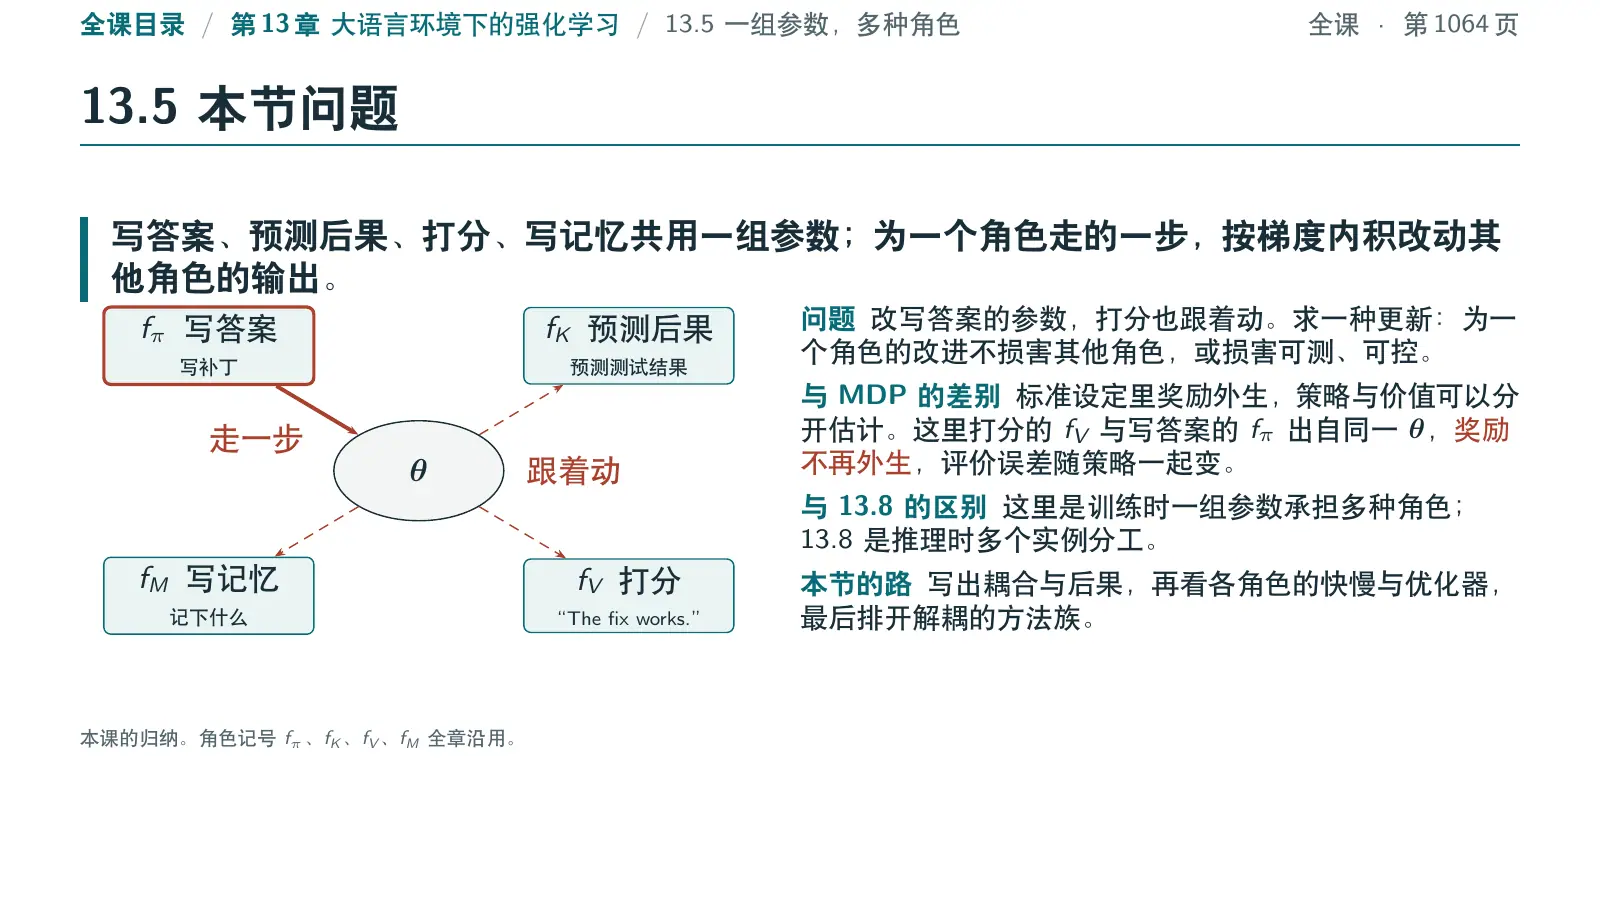 全课目录 / 第 13 章 大语言环境下的强化学习 / 13.5 一组参数，多种角色
全课 · 第 1064 页
13.5 本节问题
写答案、预测后果、打分、写记忆共用一组参数；为一个角色走的一步，按梯度内积改动其
他角色的输出。
fπ 写答案
写补丁
fK 预测后果
预测测试结果
走一步
θ
跟着动
fM 写记忆
记下什么
fV 打分
“The fix works.”
问题 改写答案的参数，打分也跟着动。求一种更新：为一
个角色的改进不损害其他角色，或损害可测、可控。
与 MDP 的差别 标准设定里奖励外生，策略与价值可以分
开估计。这里打分的 fV 与写答案的 fπ 出自同一 θ，奖励
不再外生，评价误差随策略一起变。
与 13.8 的区别 这里是训练时一组参数承担多种角色；
13.8 是推理时多个实例分工。
本节的路 写出耦合与后果，再看各角色的快慢与优化器，
最后排开解耦的方法族。
本课的归纳。角色记号 fπ、fK、fV、fM 全章沿用。